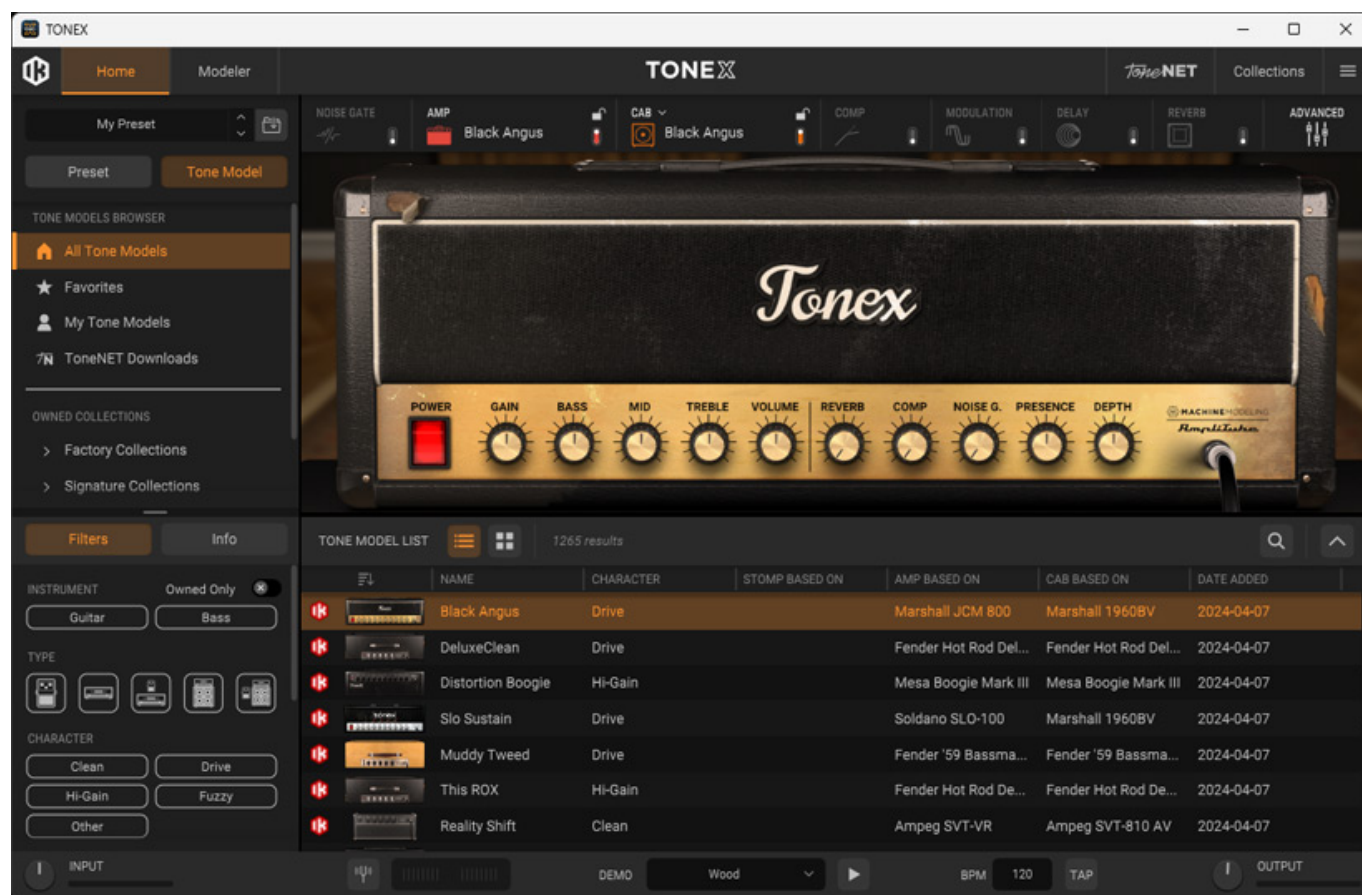 TONEX
Home
Modeler
TONEX
ToneNET
Collections
My Preset
NOISE GATE
AMP
Black Angus
CAB
Black Angus
COMP
MODULATION
DELAY
REVERB
ADVANCED
Preset
Tone Model
TONE MODELS BROWSER
All Tone Models
Favorites
My Tone Models
ToneNET Downloads
OWNED COLLECTIONS
Factory Collections
Signature Collections
Tonex
POWER GAIN BASS MID TREBLE VOLUME REVERB COMP NOISE G. PRESENCE DEPTH
MACHINEMODELING
AmpliTube
Filters
Info
TONE MODEL LIST
1265 results
INSTRUMENT
Owned Only
Guitar
Bass
TYPE
CHARACTER
Clean
Drive
Hi-Gain
Fuzzy
Other
NAME CHARACTER STOMP BASED ON AMP BASED ON CAB BASED ON DATE ADDED
Black Angus Drive Marshall JCM 800 Marshall 1960BV 2024-04-07
DeluxeClean Drive Fender Hot Rod Del... Fender Hot Rod Del... 2024-04-07
Distortion Boogie Hi-Gain Mesa Boogie Mark III Mesa Boogie Mark III 2024-04-07
Slo Sustain Drive Soldano SLO-100 Marshall 1960BV 2024-04-07
Muddy Tweed Drive Fender '59 Bassma... Fender '59 Bassma... 2024-04-07
This ROX Hi-Gain Fender Hot Rod De... Fender Hot Rod De... 2024-04-07
Reality Shift Clean Ampeg SVT-VR Ampeg SVT-810 AV 2024-04-07
INPUT
DEMO
Wood
BPM
120
TAP
OUTPUT